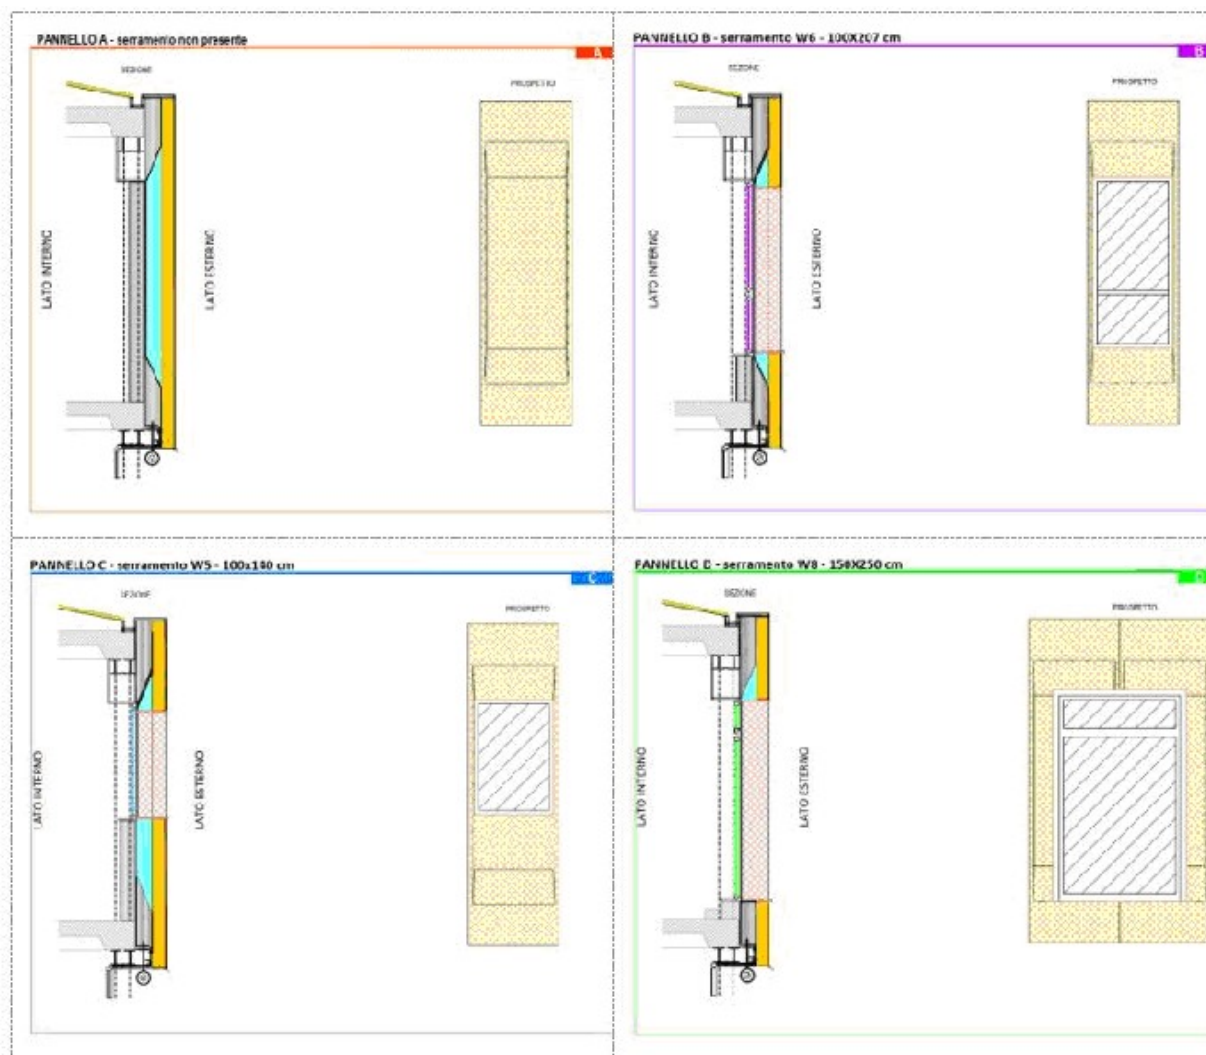 PANNELLO A - serramento non presente
A
SEZIONE
PROSPETTO
LATO INTERNO
LATO ESTERNO
PANNELLO B - serramento W6 - 100X207 cm
B
SEZIONE
PROSPETTO
LATO INTERNO
LATO ESTERNO
PANNELLO C - serramento W5 - 100x140 cm
C
SEZIONE
PROSPETTO
LATO INTERNO
LATO ESTERNO
PANNELLO D - serramento W8 - 150X250 cm
D
SEZIONE
PROSPETTO
LATO INTERNO
LATO ESTERNO